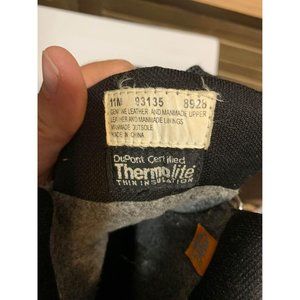 11M 93135 8928
GENUINE LEATHER AND MANMADE UPPER
LEATHER AND MANMADE LININGS
MANMADE OUTSOLE
MADE IN CHINA
DuPont Certified
Thermolite
THIN INSULATION